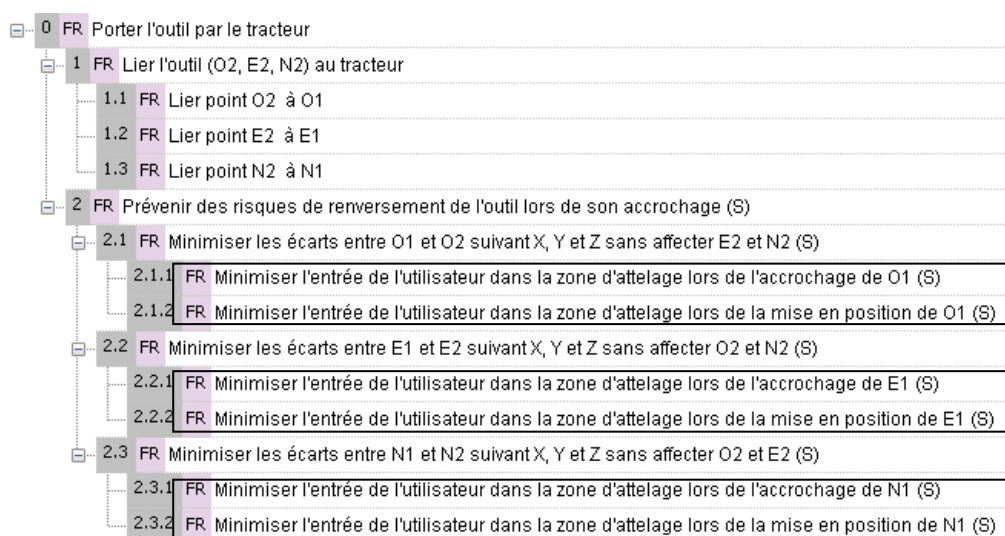 0 FR Porter l'outil par le tracteur
1 FR Lier l'outil (O2, E2, N2) au tracteur
1.1 FR Lier point O2 à O1
1.2 FR Lier point E2 à E1
1.3 FR Lier point N2 à N1
2 FR Prévenir des risques de renversement de l'outil lors de son accrochage (S)
2.1 FR Minimiser les écarts entre O1 et O2 suivant X, Y et Z sans affecter E2 et N2 (S)
2.1.1 FR Minimiser l'entrée de l'utilisateur dans la zone d'attelage lors de l'accrochage de O1 (S)
2.1.2 FR Minimiser l'entrée de l'utilisateur dans la zone d'attelage lors de la mise en position de O1 (S)
2.2 FR Minimiser les écarts entre E1 et E2 suivant X, Y et Z sans affecter O2 et N2 (S)
2.2.1 FR Minimiser l'entrée de l'utilisateur dans la zone d'attelage lors de l'accrochage de E1 (S)
2.2.2 FR Minimiser l'entrée de l'utilisateur dans la zone d'attelage lors de la mise en position de E1 (S)
2.3 FR Minimiser les écarts entre N1 et N2 suivant X, Y et Z sans affecter O2 et E2 (S)
2.3.1 FR Minimiser l'entrée de l'utilisateur dans la zone d'attelage lors de l'accrochage de N1 (S)
2.3.2 FR Minimiser l'entrée de l'utilisateur dans la zone d'attelage lors de la mise en position de N1 (S)